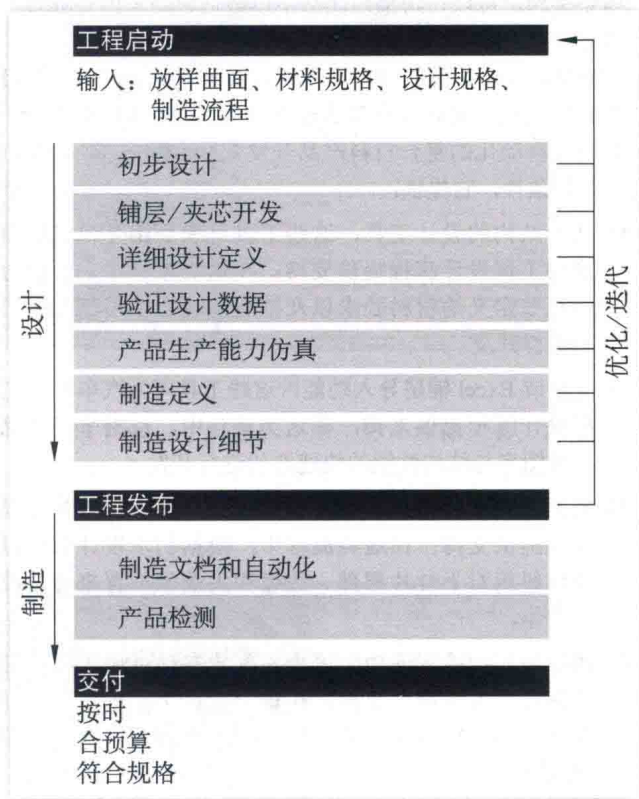 工程启动
输入：放样曲面、材料规格、设计规格、
制造流程
设计
初步设计
铺层/夹芯开发
详细设计定义
验证设计数据
产品生产能力仿真
制造定义
制造设计细节
优化/迭代
工程发布
制造
制造文档和自动化
产品检测
交付
按时
合预算
符合规格